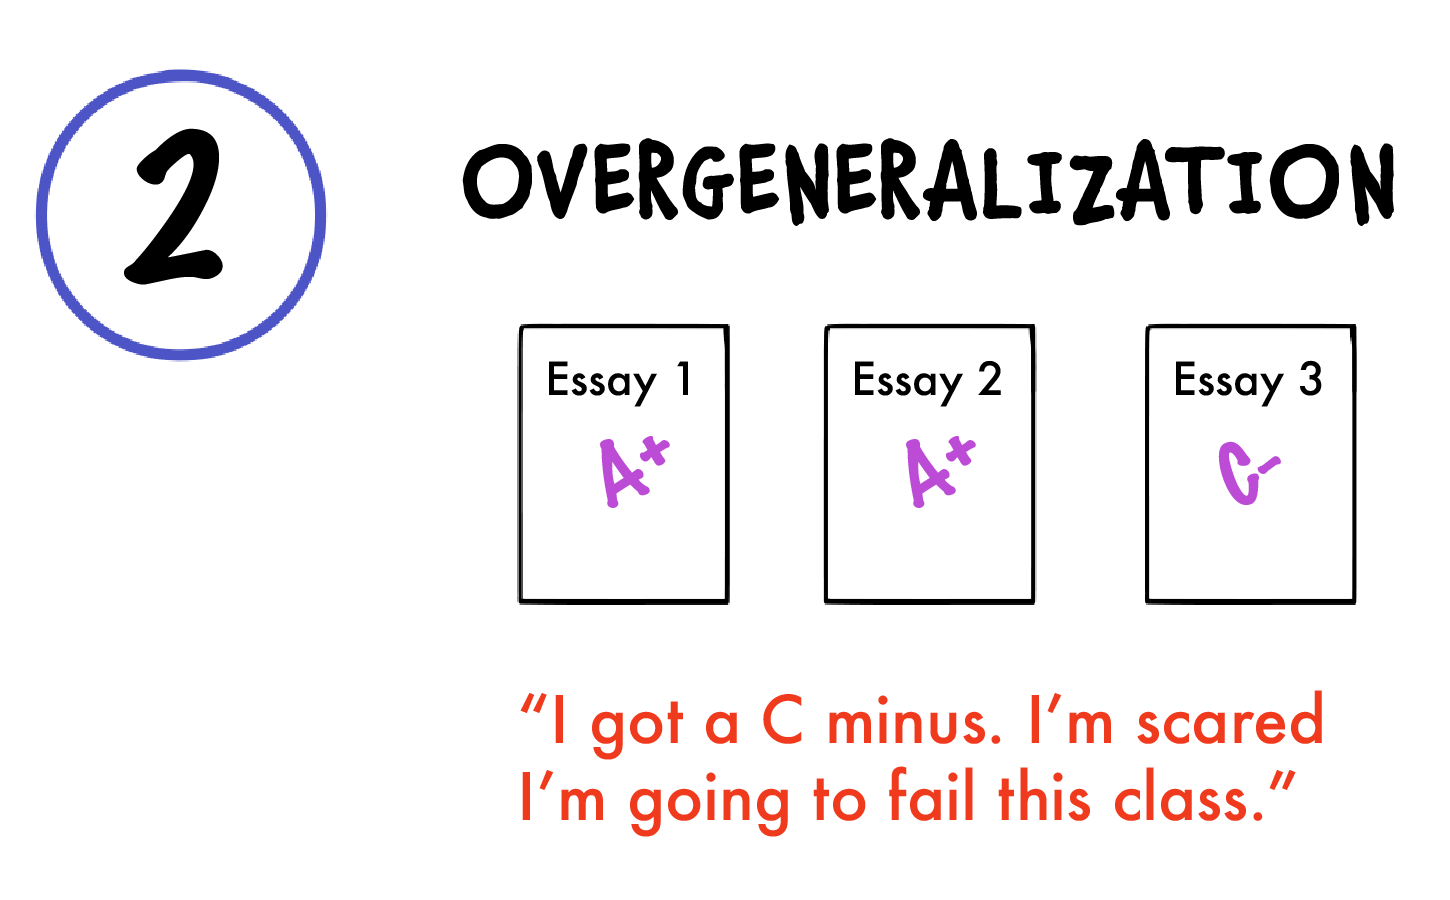 2
OVERGENERALIZATION
Essay 1
A+
Essay 2
A+
Essay 3
C-
“I got a C minus. I’m scared
I’m going to fail this class.”